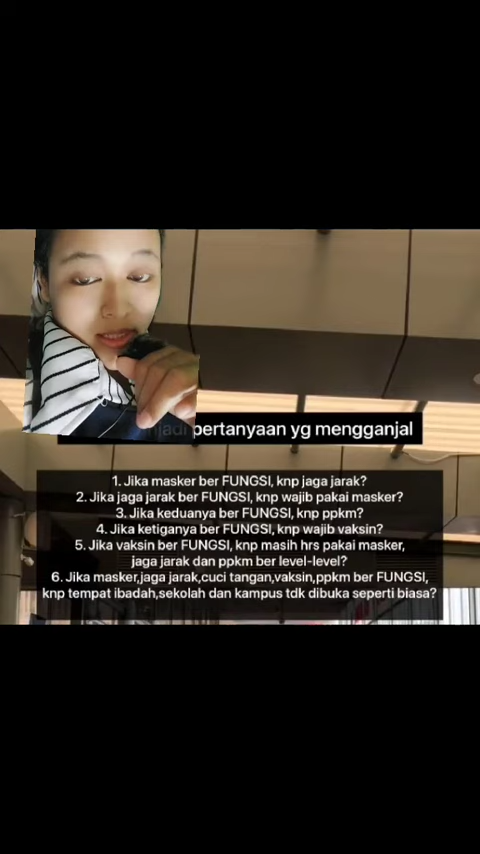 jadi pertanyaan yg mengganjal
1. Jika masker ber FUNGSI, knp jaga jarak?
2. Jika jaga jarak ber FUNGSI, knp wajib pakai masker?
3. Jika keduanya ber FUNGSI, knp ppkm?
4. Jika ketiganya ber FUNGSI, knp wajib vaksin?
5. Jika vaksin ber FUNGSI, knp masih hrs pakai masker,
jaga jarak dan ppkm ber level-level?
6. Jika masker,jaga jarak,cuci tangan,vaksin,ppkm ber FUNGSI,
knp tempat ibadah,sekolah dan kampus tdk dibuka seperti biasa?